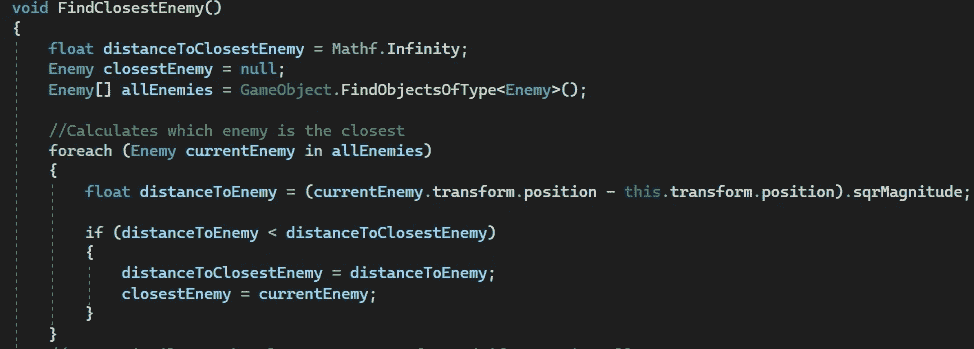 void FindClosestEnemy()
{
float distanceToClosestEnemy = Mathf.Infinity;
Enemy closestEnemy = null;
Enemy[] allEnemies = GameObject.FindObjectsOfType<Enemy>();
//Calculates which enemy is the closest
foreach (Enemy currentEnemy in allEnemies)
{
float distanceToEnemy = (currentEnemy.transform.position - this.transform.position).sqrMagnitude;
if (distanceToEnemy < distanceToClosestEnemy)
{
distanceToClosestEnemy = distanceToEnemy;
closestEnemy = currentEnemy;
}
}